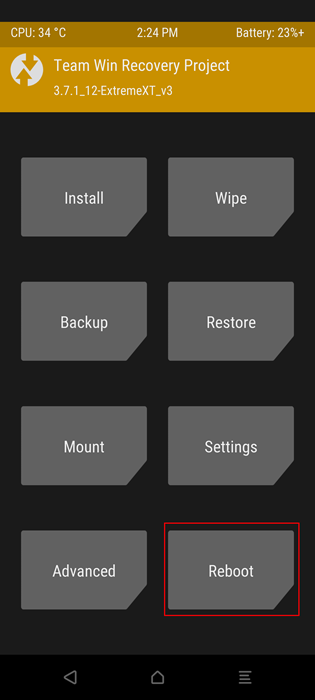 CPU: 34 °C 2:24 PM Battery: 23%+
Team Win Recovery Project
3.7.1_12-ExtremeXT_v3
Install Wipe
Backup Restore
Mount Settings
Advanced Reboot